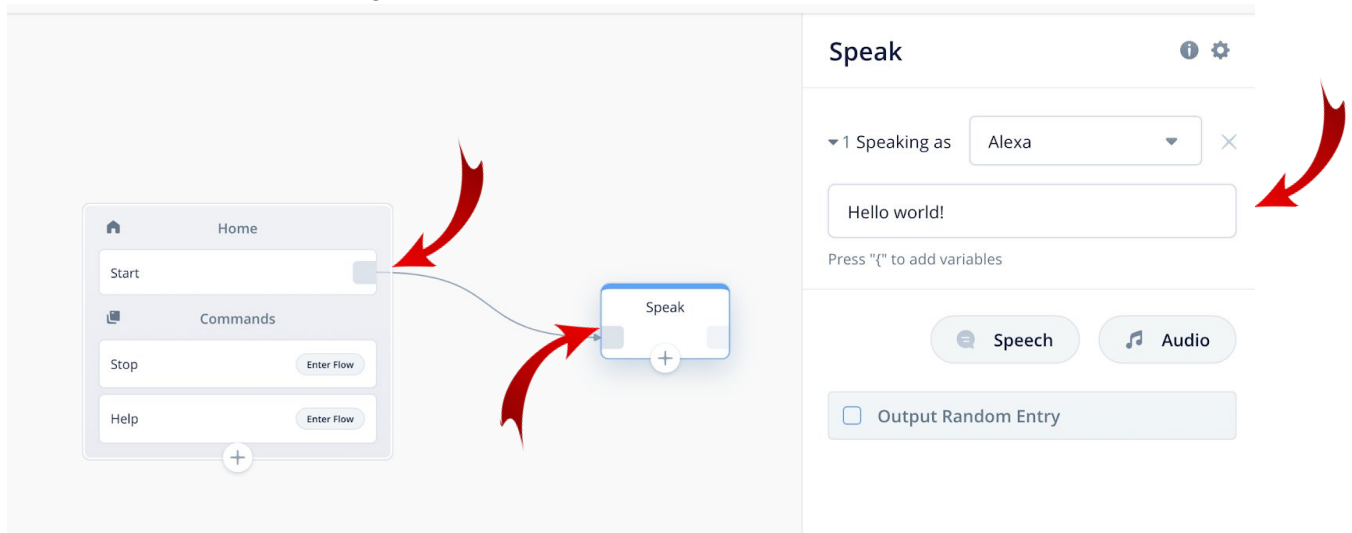 Home
Start
Commands
Stop Enter Flow
Help Enter Flow
Speak
Speak
1 Speaking as Alexa
Hello world!
Press "{" to add variables
Speech Audio
Output Random Entry